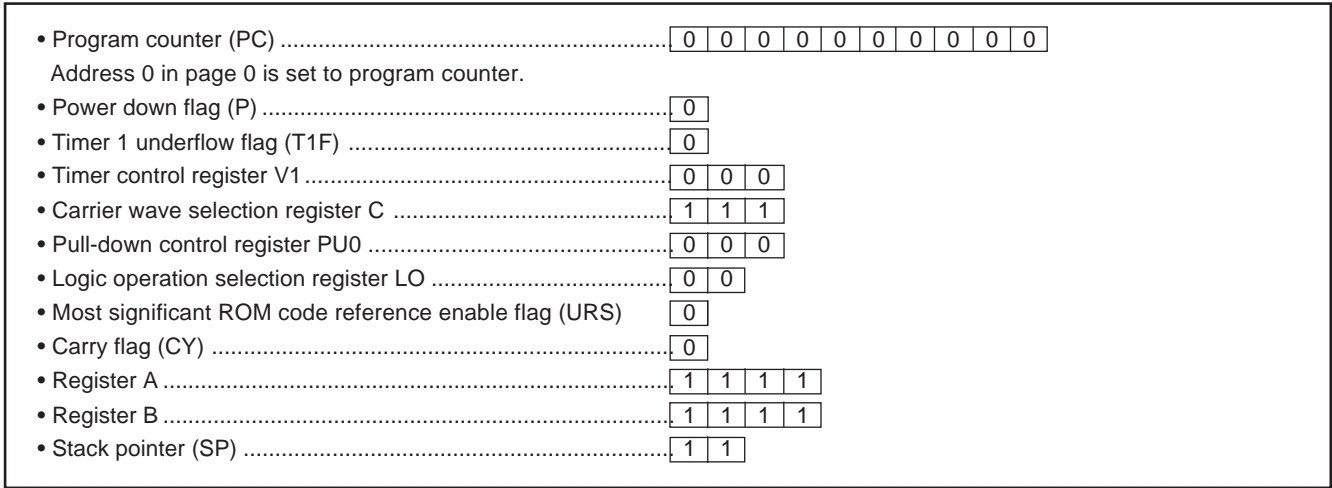 • Program counter (PC) .......................................................... 0 0 0 0 0 0 0 0 0 0
Address 0 in page 0 is set to program counter.
• Power down flag (P) ............................................................. 0
• Timer 1 underflow flag (T1F) ................................................ 0
• Timer control register V1 ....................................................... 0 0 0
• Carrier wave selection register C ......................................... 1 1 1
• Pull-down control register PU0 ............................................. 0 0 0
• Logic operation selection register LO ................................... 0 0
• Most significant ROM code reference enable flag (URS) 0
• Carry flag (CY) ..................................................................... 0
• Register A ............................................................................ 1 1 1 1
• Register B ............................................................................ 1 1 1 1
• Stack pointer (SP) ................................................................ 1 1